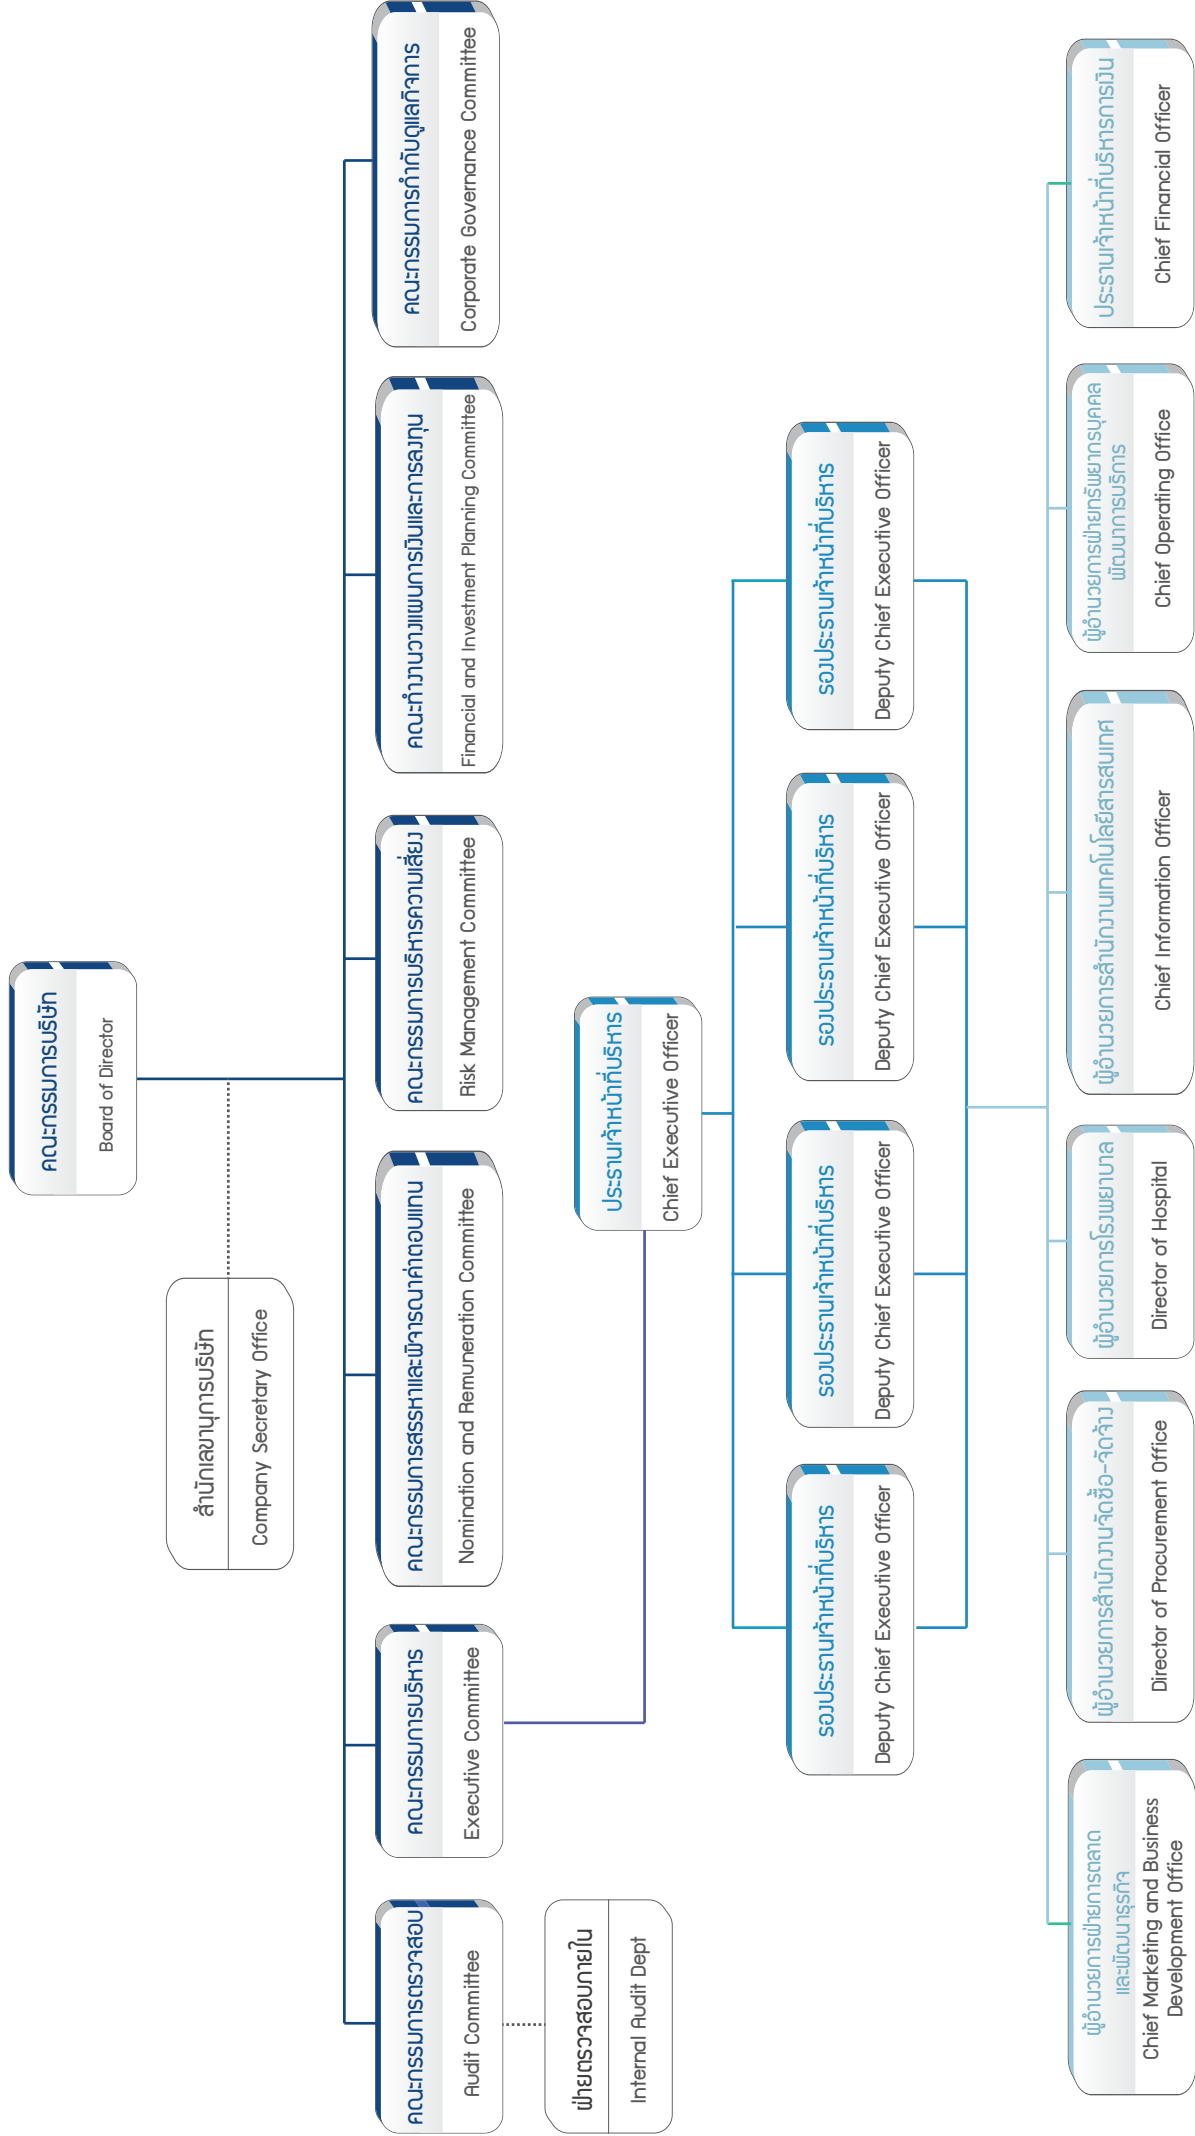 คณะกรรมการบริษัท
Board of Director
สำนักเลขานุการบริษัท
Company Secretary Office
คณะกรรมการตรวจสอบ
Audit Committee
คณะกรรมการบริหาร
Executive Committee
คณะกรรมการสรรหาและพิจารณาค่าตอบแทน
Nomination and Remuneration Committee
คณะกรรมการบริหารความเสี่ยง
Risk Management Committee
คณะทำงานวางแผนการเงินและการลงทุน
Financial and Investment Planning Committee
คณะกรรมการกำกับดูแลกิจการ
Corporate Governance Committee
ฝ่ายตรวจสอบภายใน
Internal Audit Dept
ประธานเจ้าหน้าที่บริหาร
Chief Executive Officer
รองประธานเจ้าหน้าที่บริหาร
Deputy Chief Executive Officer
รองประธานเจ้าหน้าที่บริหาร
Deputy Chief Executive Officer
รองประธานเจ้าหน้าที่บริหาร
Deputy Chief Executive Officer
รองประธานเจ้าหน้าที่บริหาร
Deputy Chief Executive Officer
ผู้อำนวยการฝ่ายการตลาด
และพัฒนาธุรกิจ
Chief Marketing and Business
Development Office
ผู้อำนวยการสำนักงานจัดซื้อ-จัดจ้าง
Director of Procurement Office
ผู้อำนวยการโรงพยาบาล
Director of Hospital
ผู้อำนวยการสำนักงานเทคโนโลยีสารสนเทศ
Chief Information Officer
ผู้อำนวยการฝ่ายทรัพยากรบุคคล
พัฒนาการบริการ
Chief Operating Office
ประธานเจ้าหน้าที่บริหารการเงิน
Chief Financial Officer